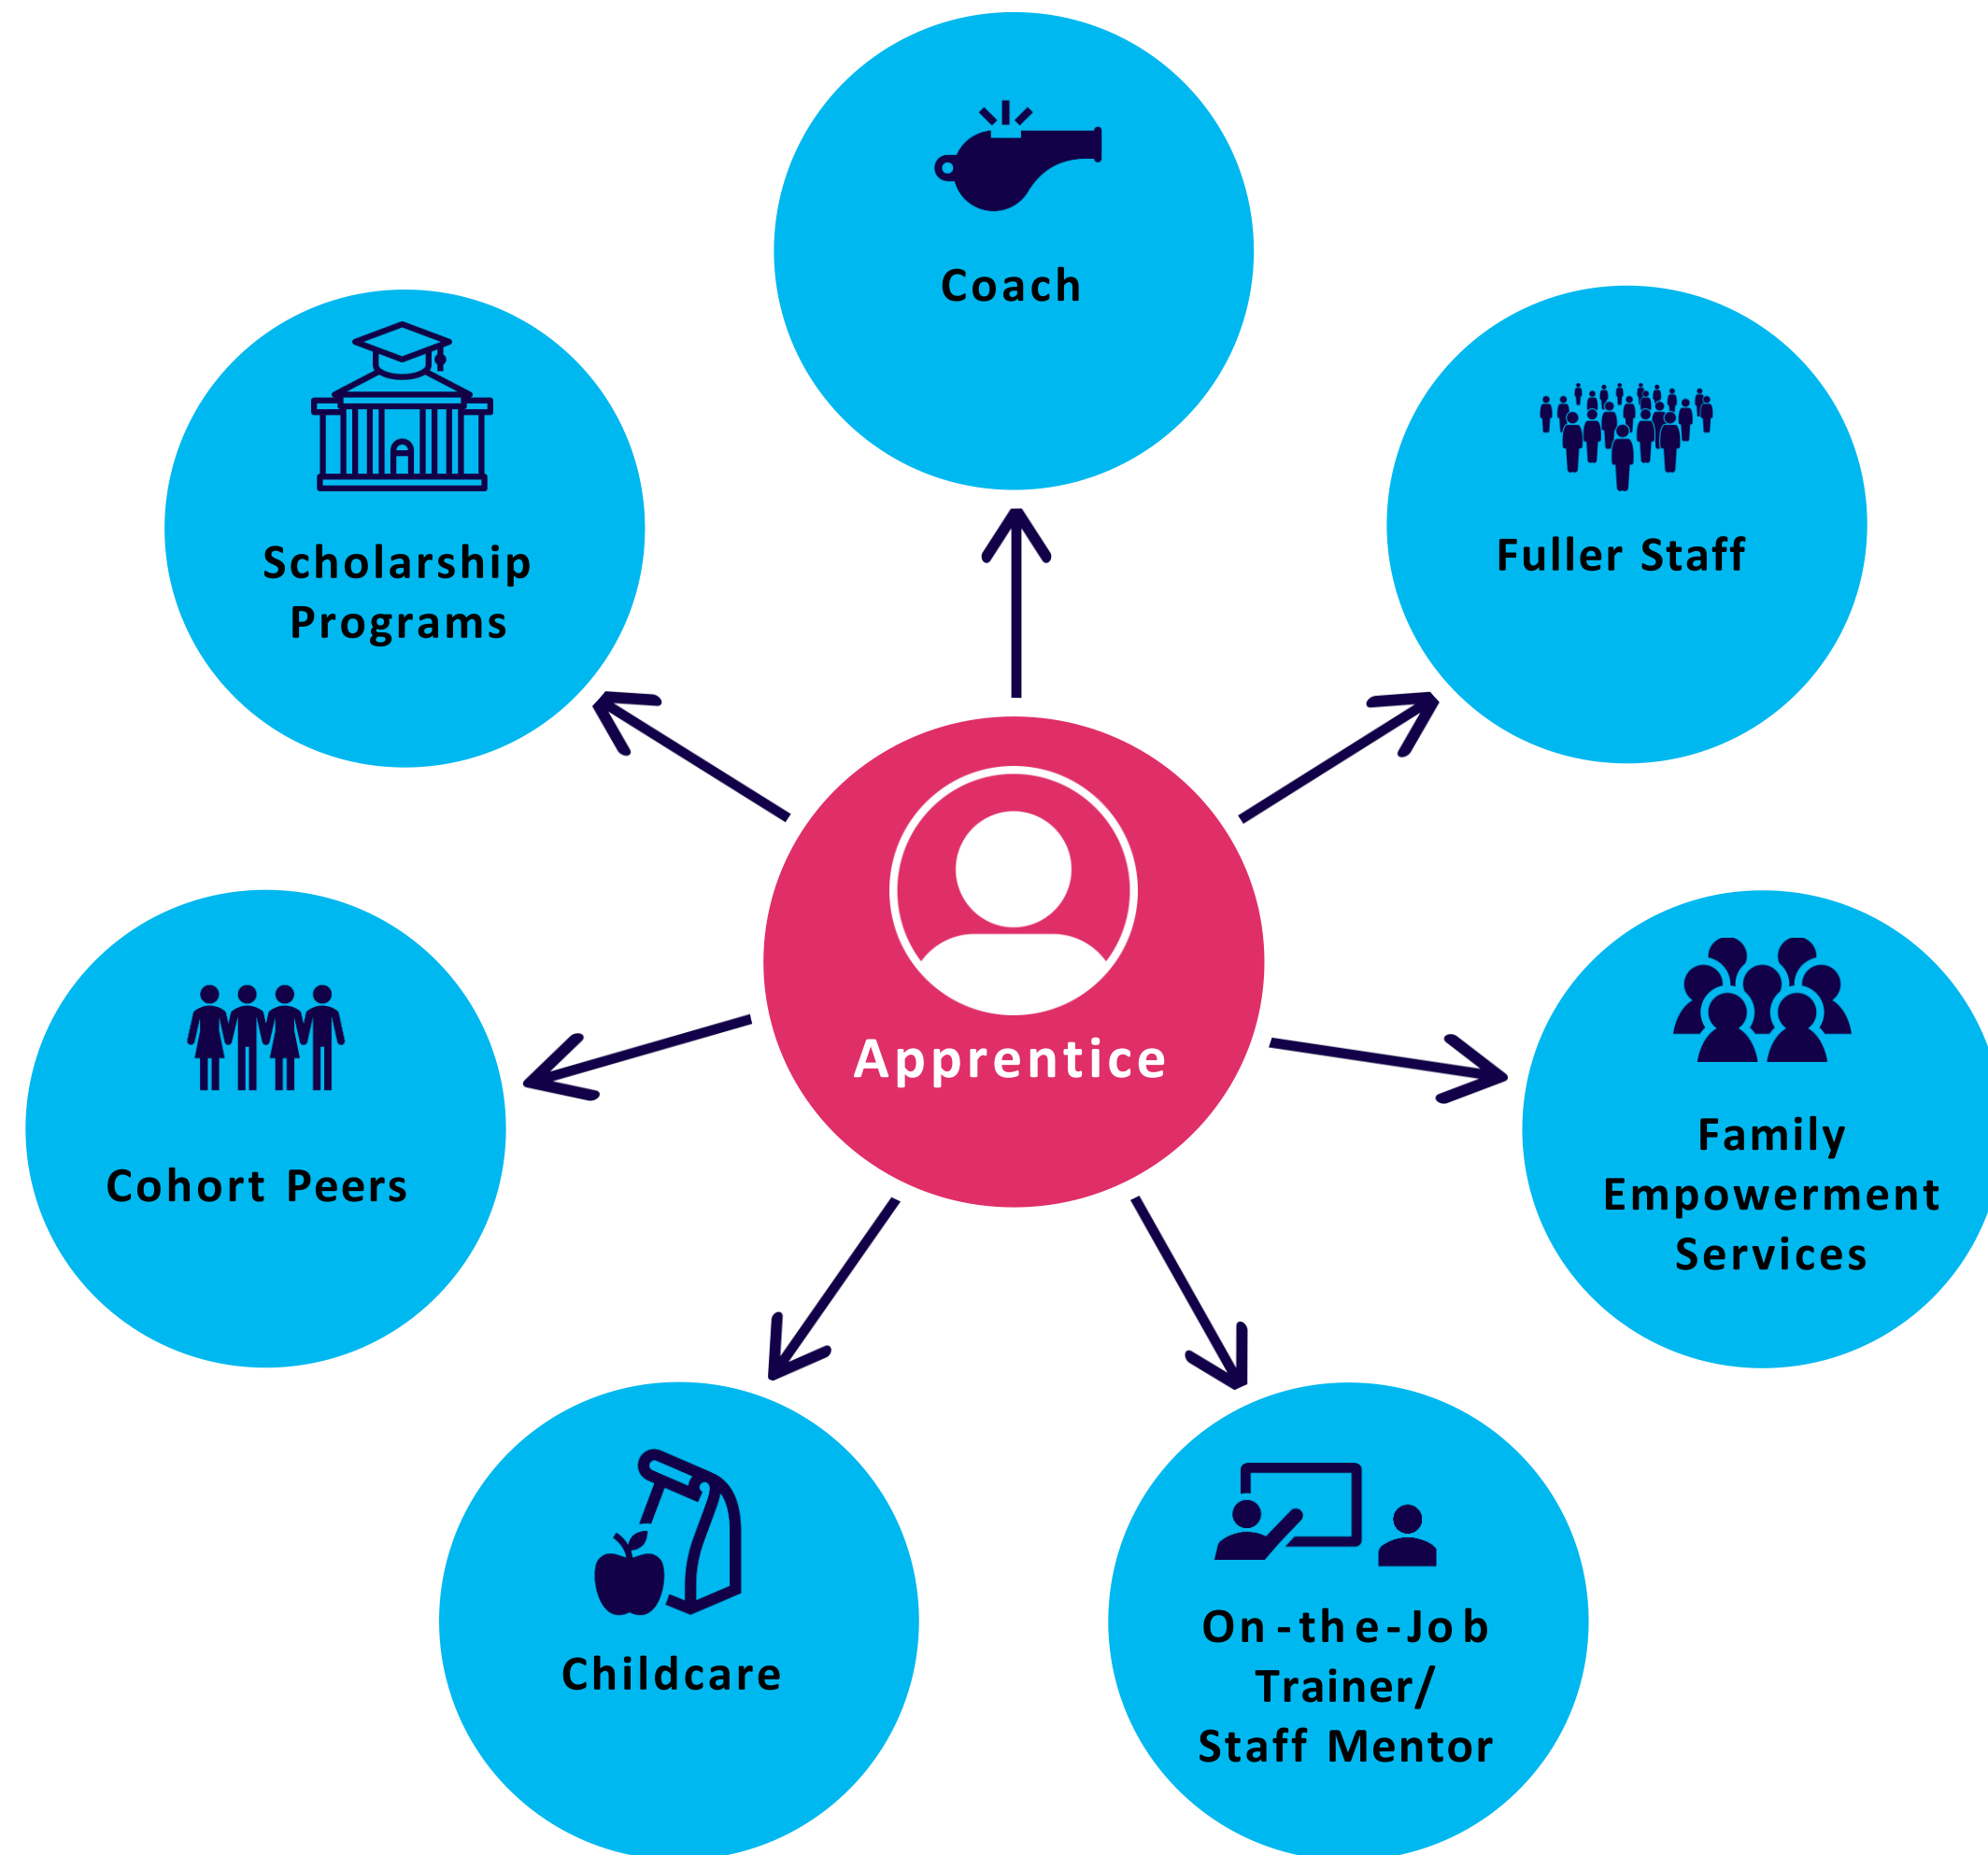 Coach
Scholarship
Programs
Fuller Staff
Apprentice
Cohort Peers
Family
Empowerment
Services
Childcare
On-the-Job
Trainer/
Staff Mentor